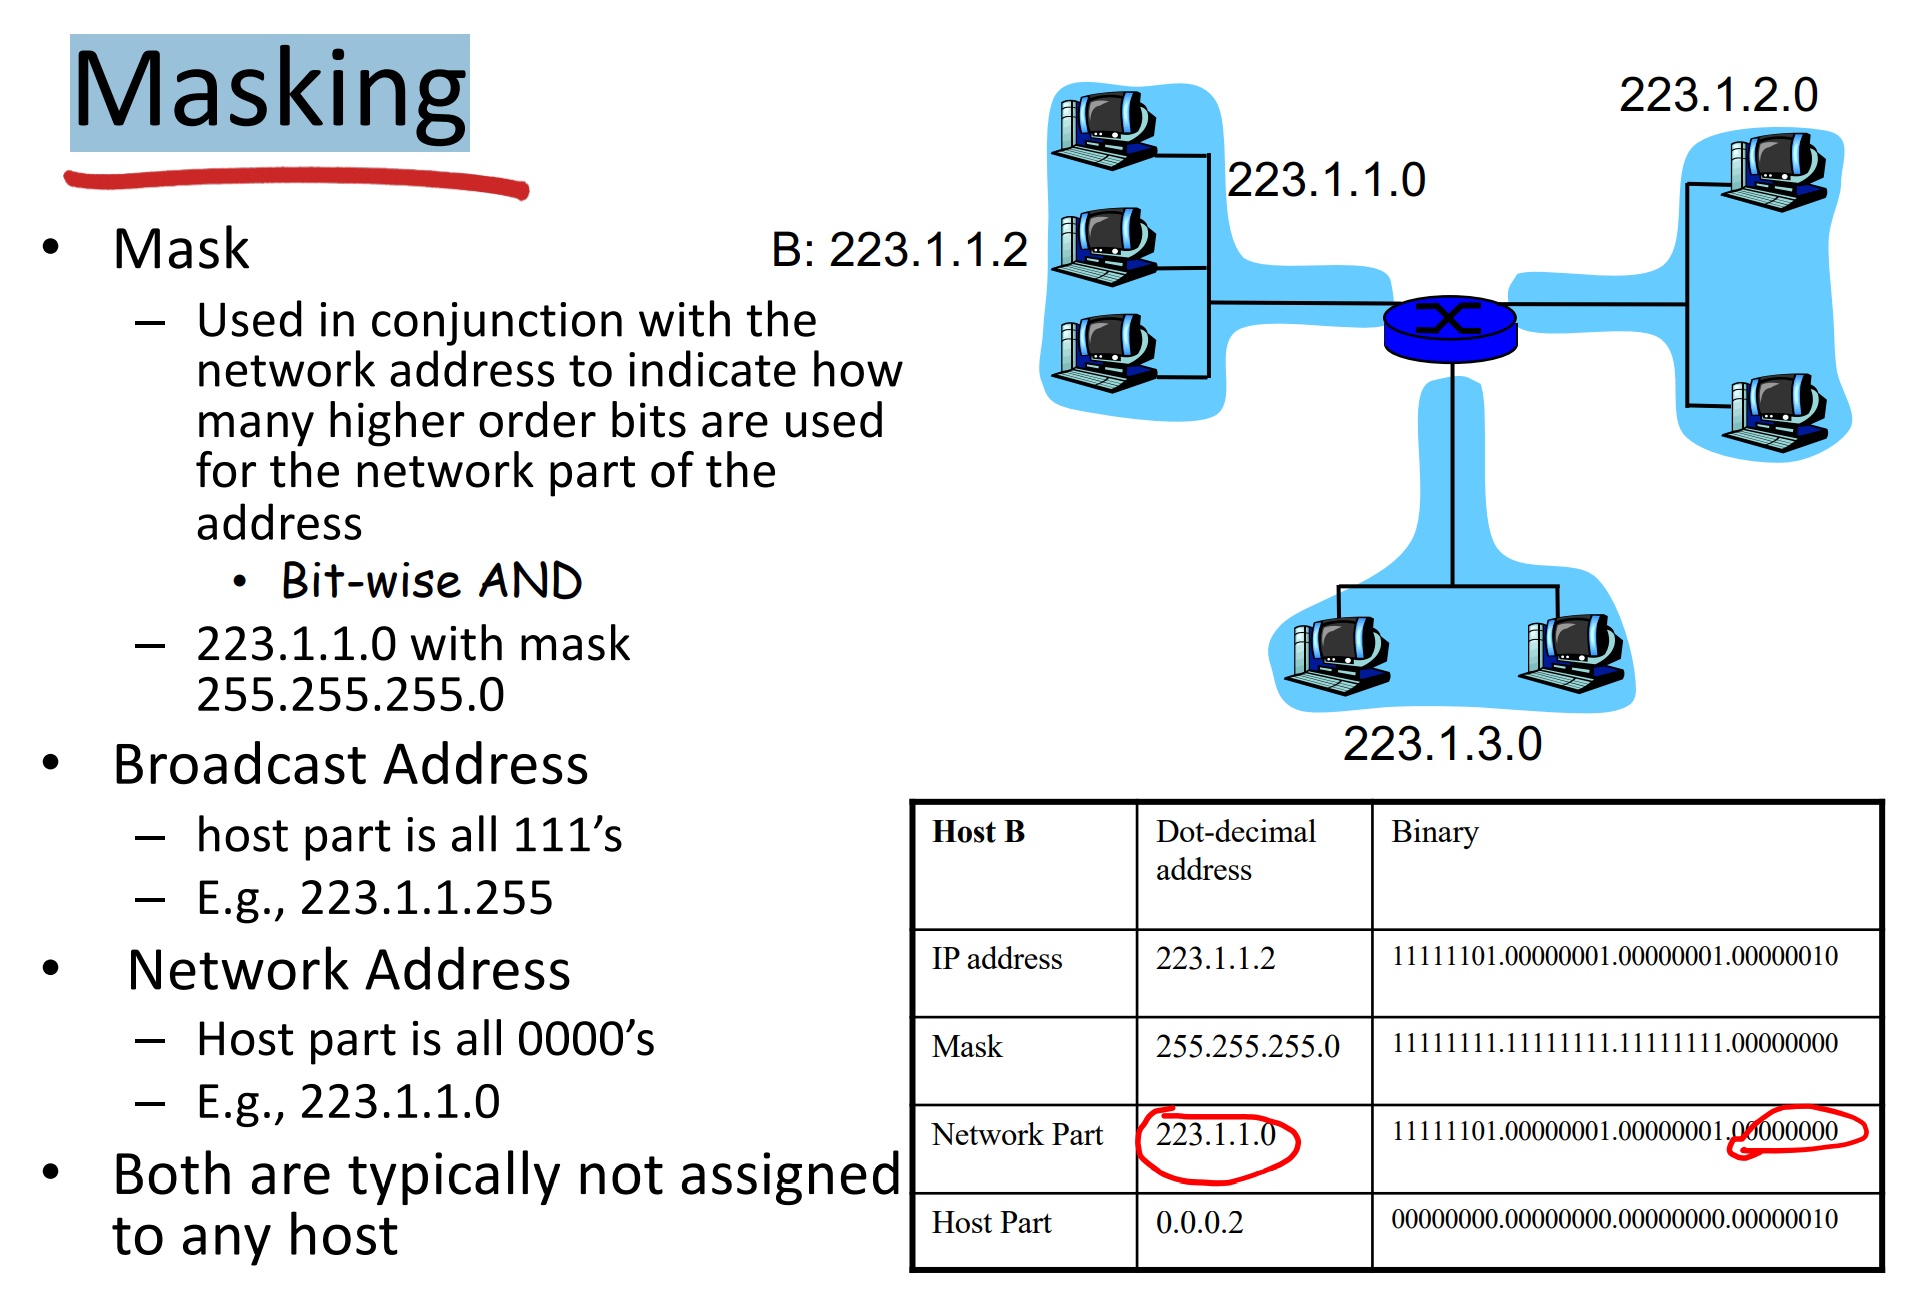 Masking
• Mask
– Used in conjunction with the
network address to indicate how
many higher order bits are used
for the network part of the
address
• Bit-wise AND
– 223.1.1.0 with mask
255.255.255.0
• Broadcast Address
– host part is all 111’s
– E.g., 223.1.1.255
• Network Address
– Host part is all 0000’s
– E.g., 223.1.1.0
• Both are typically not assigned
to any host
223.1.2.0
223.1.1.0
B: 223.1.1.2
223.1.3.0
Host B Dot-decimal address Binary
IP address 223.1.1.2 11111101.00000001.00000001.00000010
Mask 255.255.255.0 11111111.11111111.11111111.00000000
Network Part 223.1.1.0 11111101.00000001.00000001.00000000
Host Part 0.0.0.2 00000000.00000000.00000000.00000010